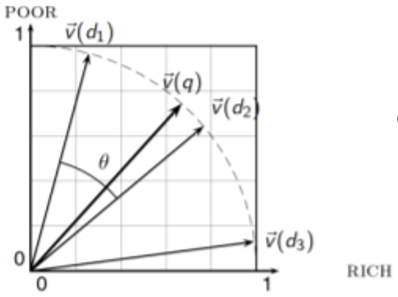 POOR
1
v⃗(d₁)
v⃗(q)
v⃗(d₂)
θ
v⃗(d₃)
0
0 1 RICH